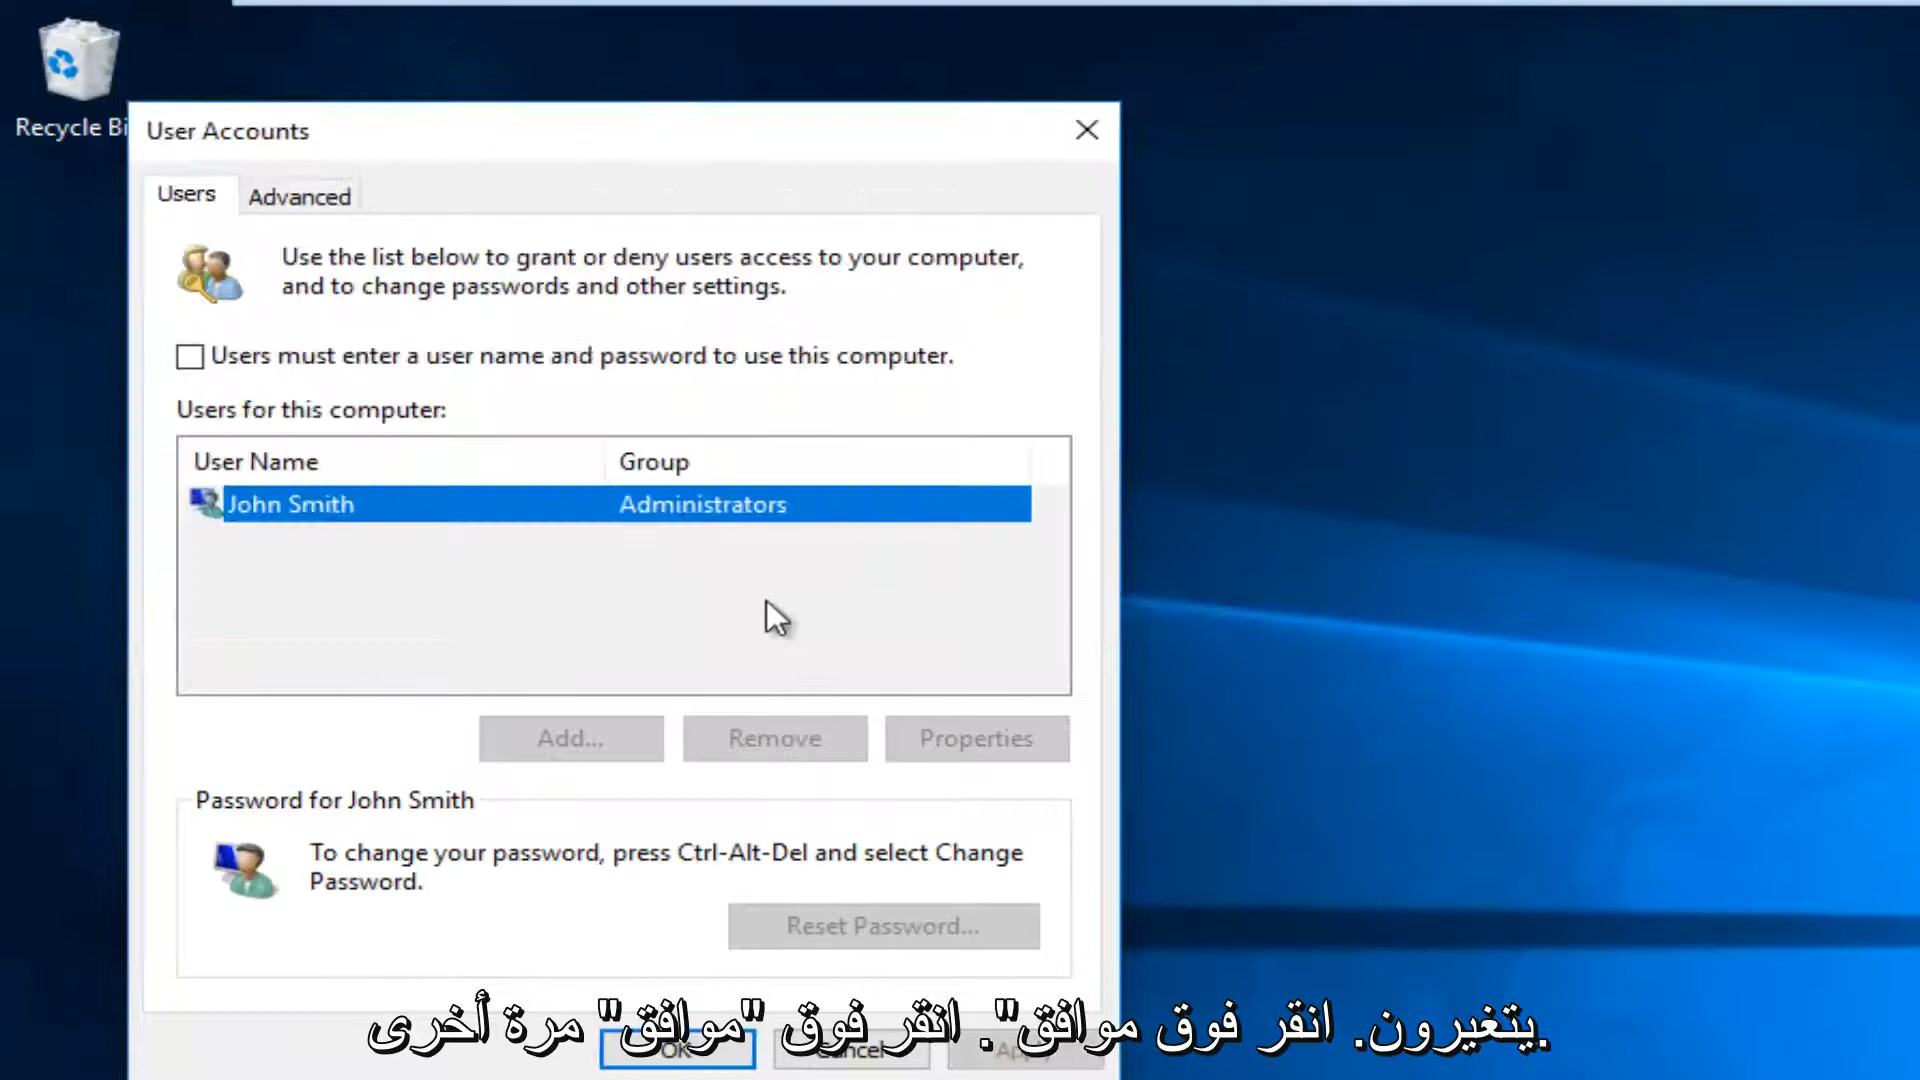 Recycle Bi
User Accounts
Users
Advanced
Use the list below to grant or deny users access to your computer,
and to change passwords and other settings.
Users must enter a user name and password to use this computer.
Users for this computer:
User Name
Group
John Smith
Administrators
Add...
Remove
Properties
Password for John Smith
To change your password, press Ctrl-Alt-Del and select Change
Password.
Reset Password...
OK
Cancel
Apply
يتغيرون. انقر فوق موافق". انقر فوق "موافق" مرة أخرى.